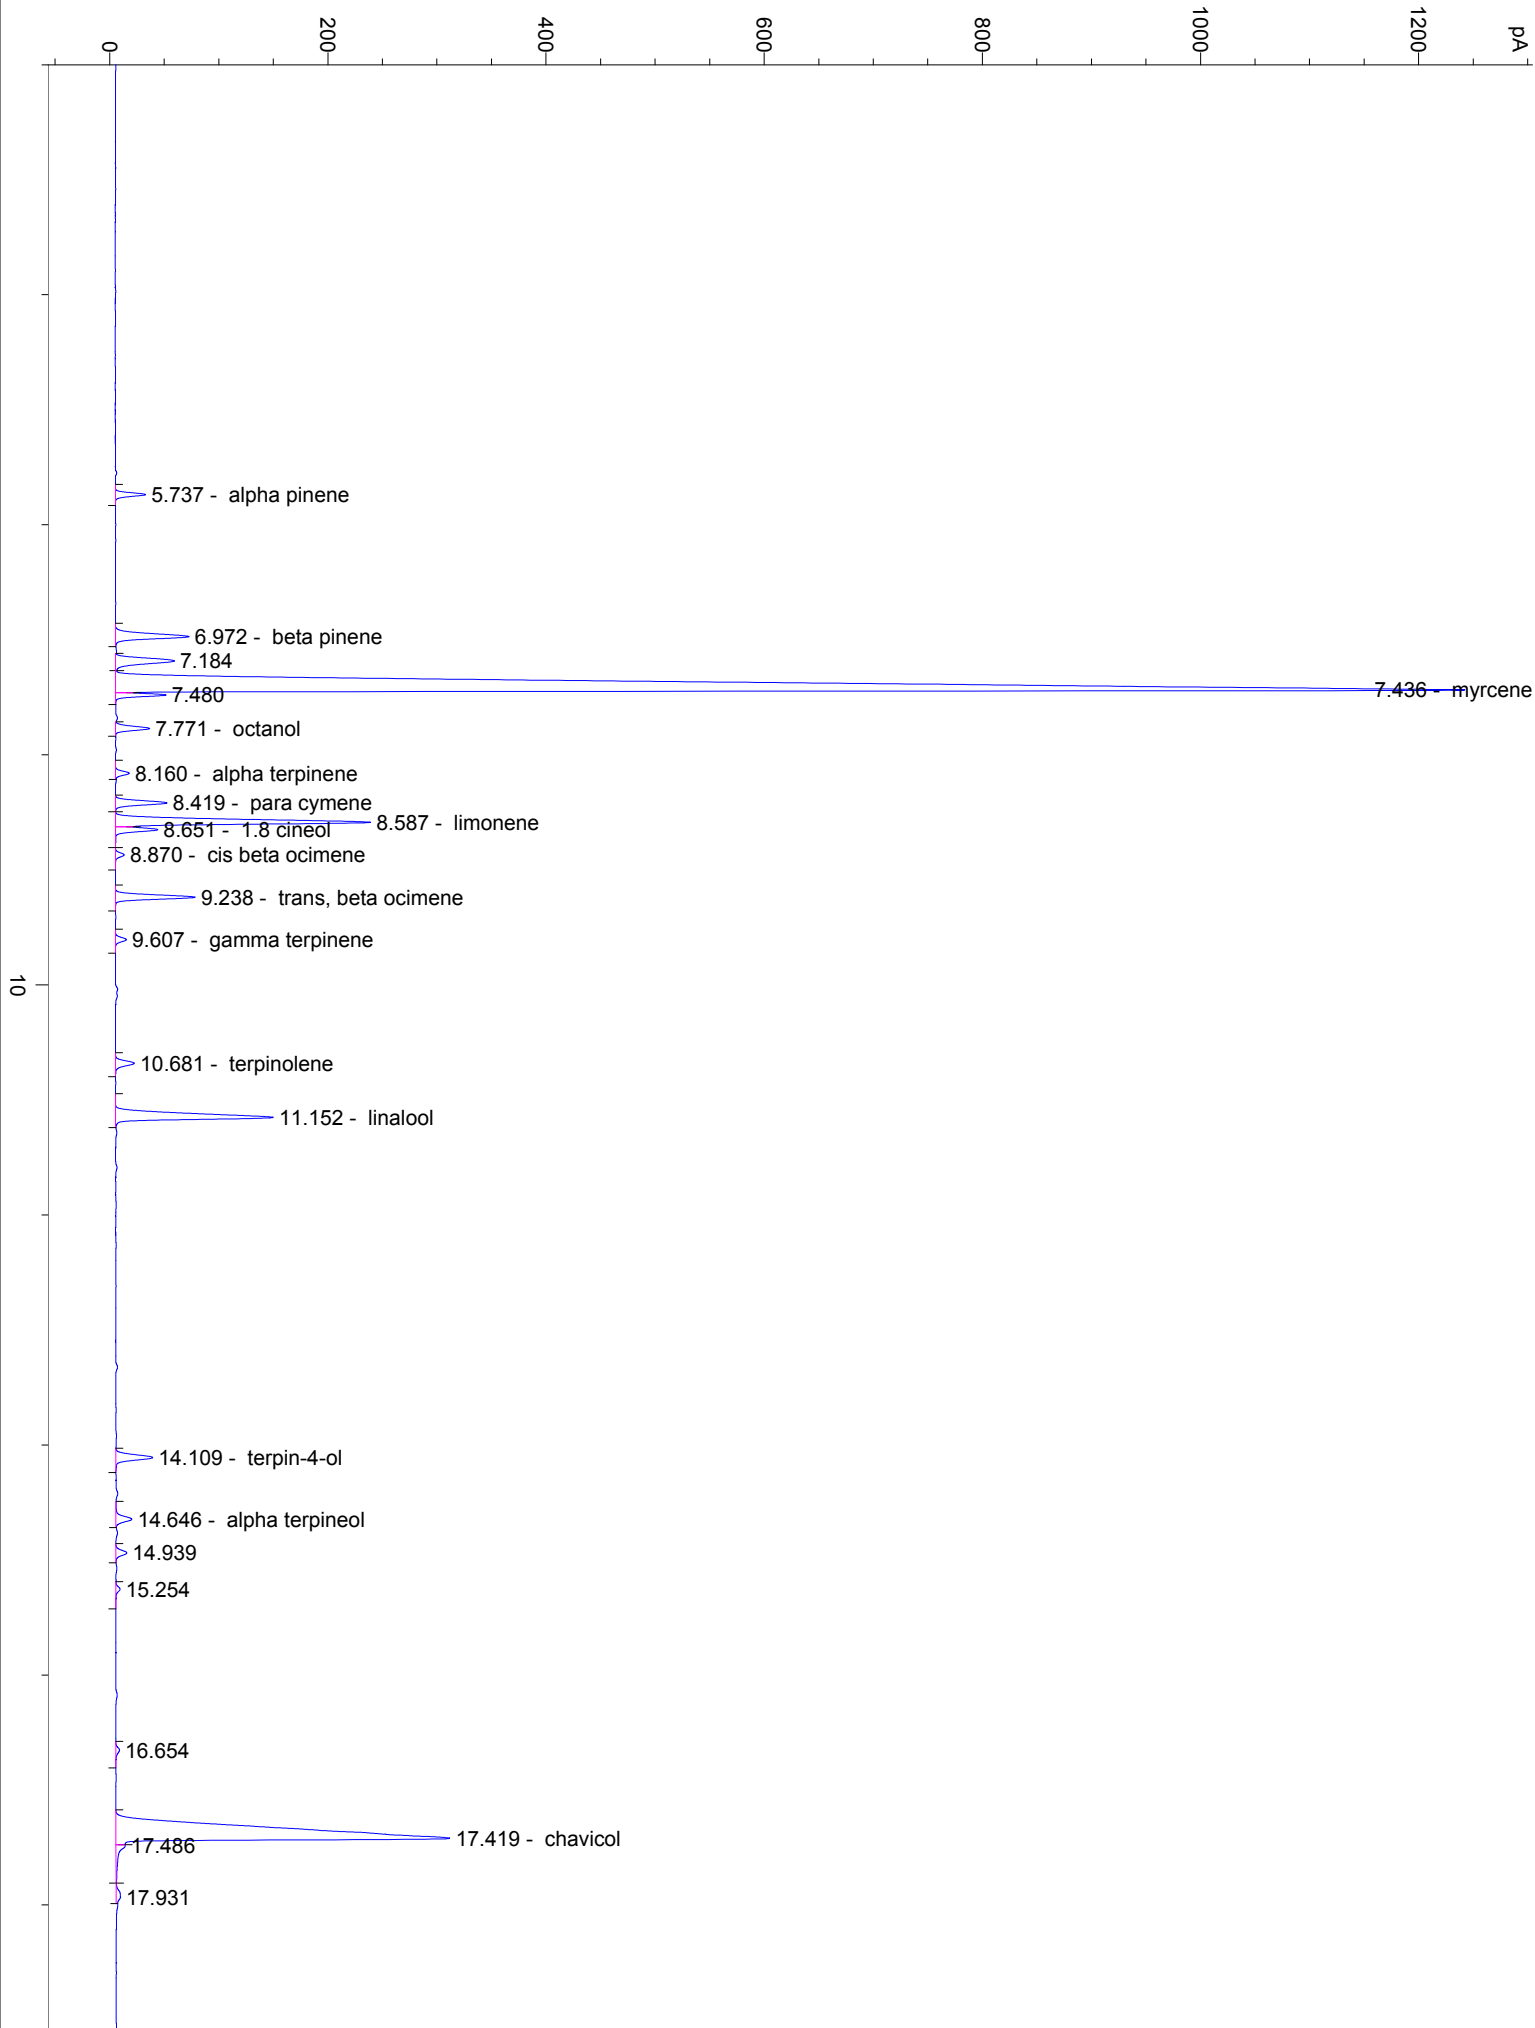 0
200
400
600
800
1000
1200
pA
5.737 - alpha pinene
6.972 - beta pinene
7.184
7.436 - myrcene
7.480
7.771 - octanol
8.160 - alpha terpinene
8.419 - para cymene
8.587 - limonene
8.651 - 1.8 cineol
8.870 - cis beta ocimene
9.238 - trans, beta ocimene
9.607 - gamma terpinene
10
10.681 - terpinolene
11.152 - linalool
14.109 - terpin-4-ol
14.646 - alpha terpineol
14.939
15.254
16.654
17.419 - chavicol
17.486
17.931